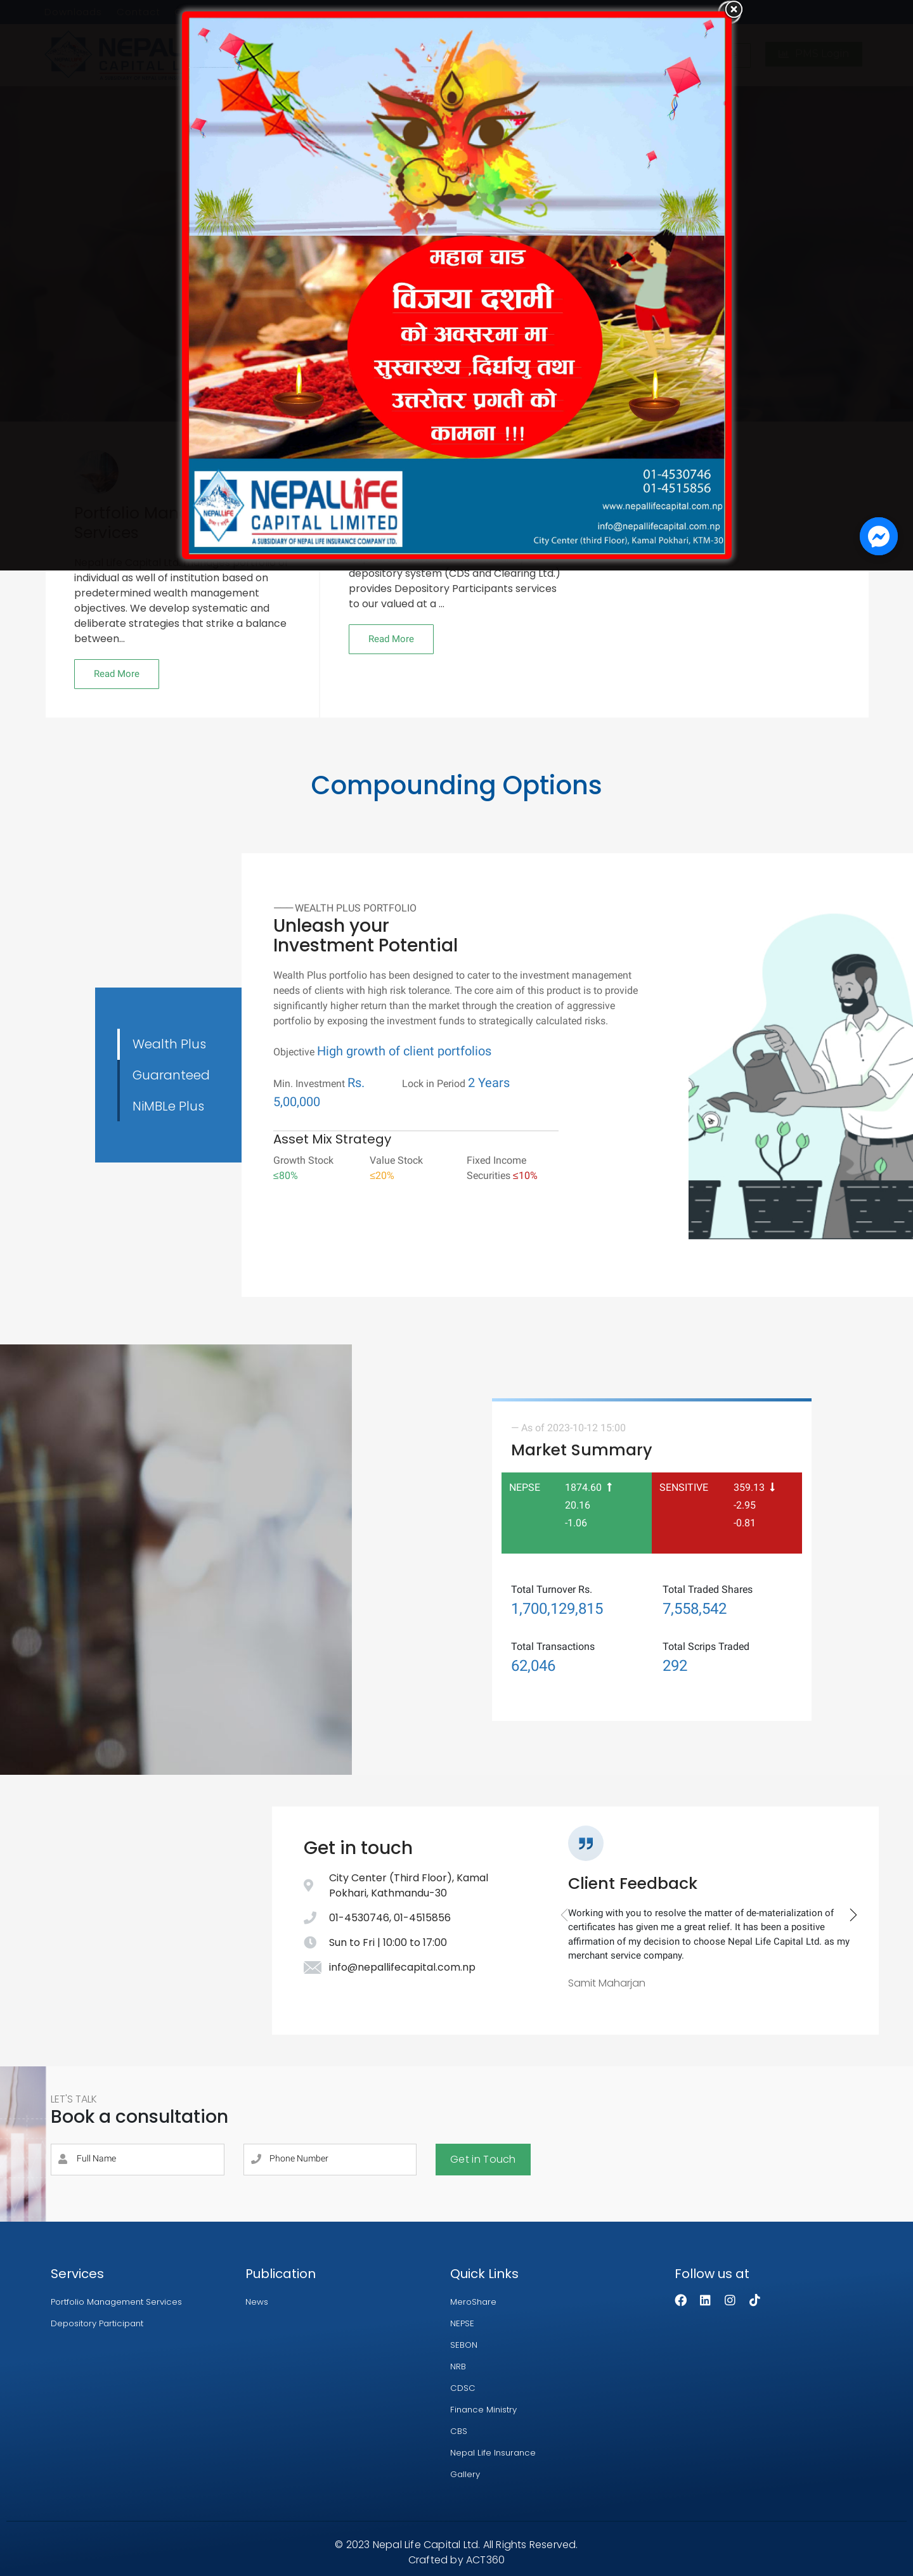 NEPAL
CAPITAL L
महान चाड
विजया दशमी
को अवसरमा मा
सुस्वास्थ्य ,दिर्घायु तथा
उत्तरोत्तर प्रगती को
कामना !!!
NEPALLIFE
NEPALLIFE
CAPITAL LIMITED
A SUBSIDIARY OF NEPAL LIFE INSURANCE COMPANY LTD.
01-4530746
01-4515856
www.nepallifecapital.com.np
info@nepallifecapital.com.np
City Center (third Floor), Kamal Pokhari, KTM-30
Portfolio Man
Services
individual as well of institution based on
predetermined wealth management
objectives. We develop systematic and
deliberate strategies that strike a balance
between...
Read More
depository system (CDS and Clearing Ltd.)
provides Depository Participants services
to our valued at a ...
Read More
Compounding Options
Wealth Plus
Guaranteed
NiMBLe Plus
WEALTH PLUS PORTFOLIO
Unleash your
Investment Potential
Wealth Plus portfolio has been designed to cater to the investment management
needs of clients with high risk tolerance. The core aim of this product is to provide
significantly higher return than the market through the creation of aggressive
portfolio by exposing the investment funds to strategically calculated risks.
Objective High growth of client portfolios
Min. Investment Rs. 5,00,000
Lock in Period 2 Years
Asset Mix Strategy
Growth Stock
≤80%
Value Stock
≤20%
Fixed Income
Securities ≤10%
— As of 2023-10-12 15:00
Market Summary
NEPSE 1874.60
20.16
-1.06
SENSITIVE 359.13
-2.95
-0.81
Total Turnover Rs.
1,700,129,815
Total Traded Shares
7,558,542
Total Transactions
62,046
Total Scrips Traded
292
Get in touch
City Center (Third Floor), Kamal
Pokhari, Kathmandu-30
01-4530746, 01-4515856
Sun to Fri | 10:00 to 17:00
info@nepallifecapital.com.np
Client Feedback
Working with you to resolve the matter of de-materialization of
certificates has given me a great relief. It has been a positive
affirmation of my decision to choose Nepal Life Capital Ltd. as my
merchant service company.
Samit Maharjan
LET'S TALK
Book a consultation
Full Name
Phone Number
Get in Touch
Services
Portfolio Management Services
Depository Participant
Publication
News
Quick Links
MeroShare
NEPSE
SEBON
NRB
CDSC
Finance Ministry
CBS
Nepal Life Insurance
Gallery
Follow us at
© 2023 Nepal Life Capital Ltd. All Rights Reserved.
Crafted by ACT360